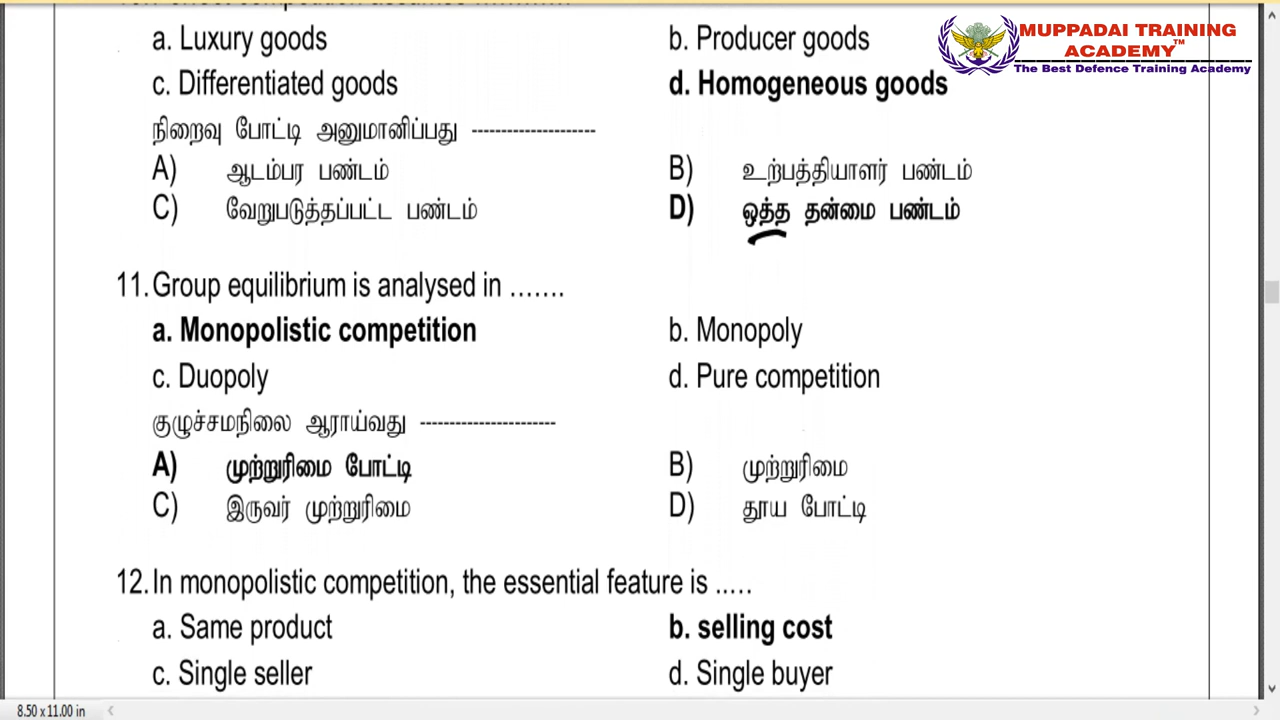 MUPPADAI TRAINING
ACADEMY™
The Best Defence Training Academy
a. Luxury goods b. Producer goods
c. Differentiated goods d. Homogeneous goods
நிறைவு போட்டி அனுமானிப்பது ---------------------
A) ஆடம்பர பண்டம் B) உற்பத்தியாளர் பண்டம்
C) வேறுபடுத்தப்பட்ட பண்டம் D) ஒத்த தன்மை பண்டம்
11. Group equilibrium is analysed in …….
a. Monopolistic competition b. Monopoly
c. Duopoly d. Pure competition
குழுச்சமநிலை ஆராய்வது -----------------------
A) முற்றுரிமை போட்டி B) முற்றுரிமை
C) இருவர் முற்றுரிமை D) தூய போட்டி
12. In monopolistic competition, the essential feature is ..…
a. Same product b. selling cost
c. Single seller d. Single buyer
8.50 x 11.00 in